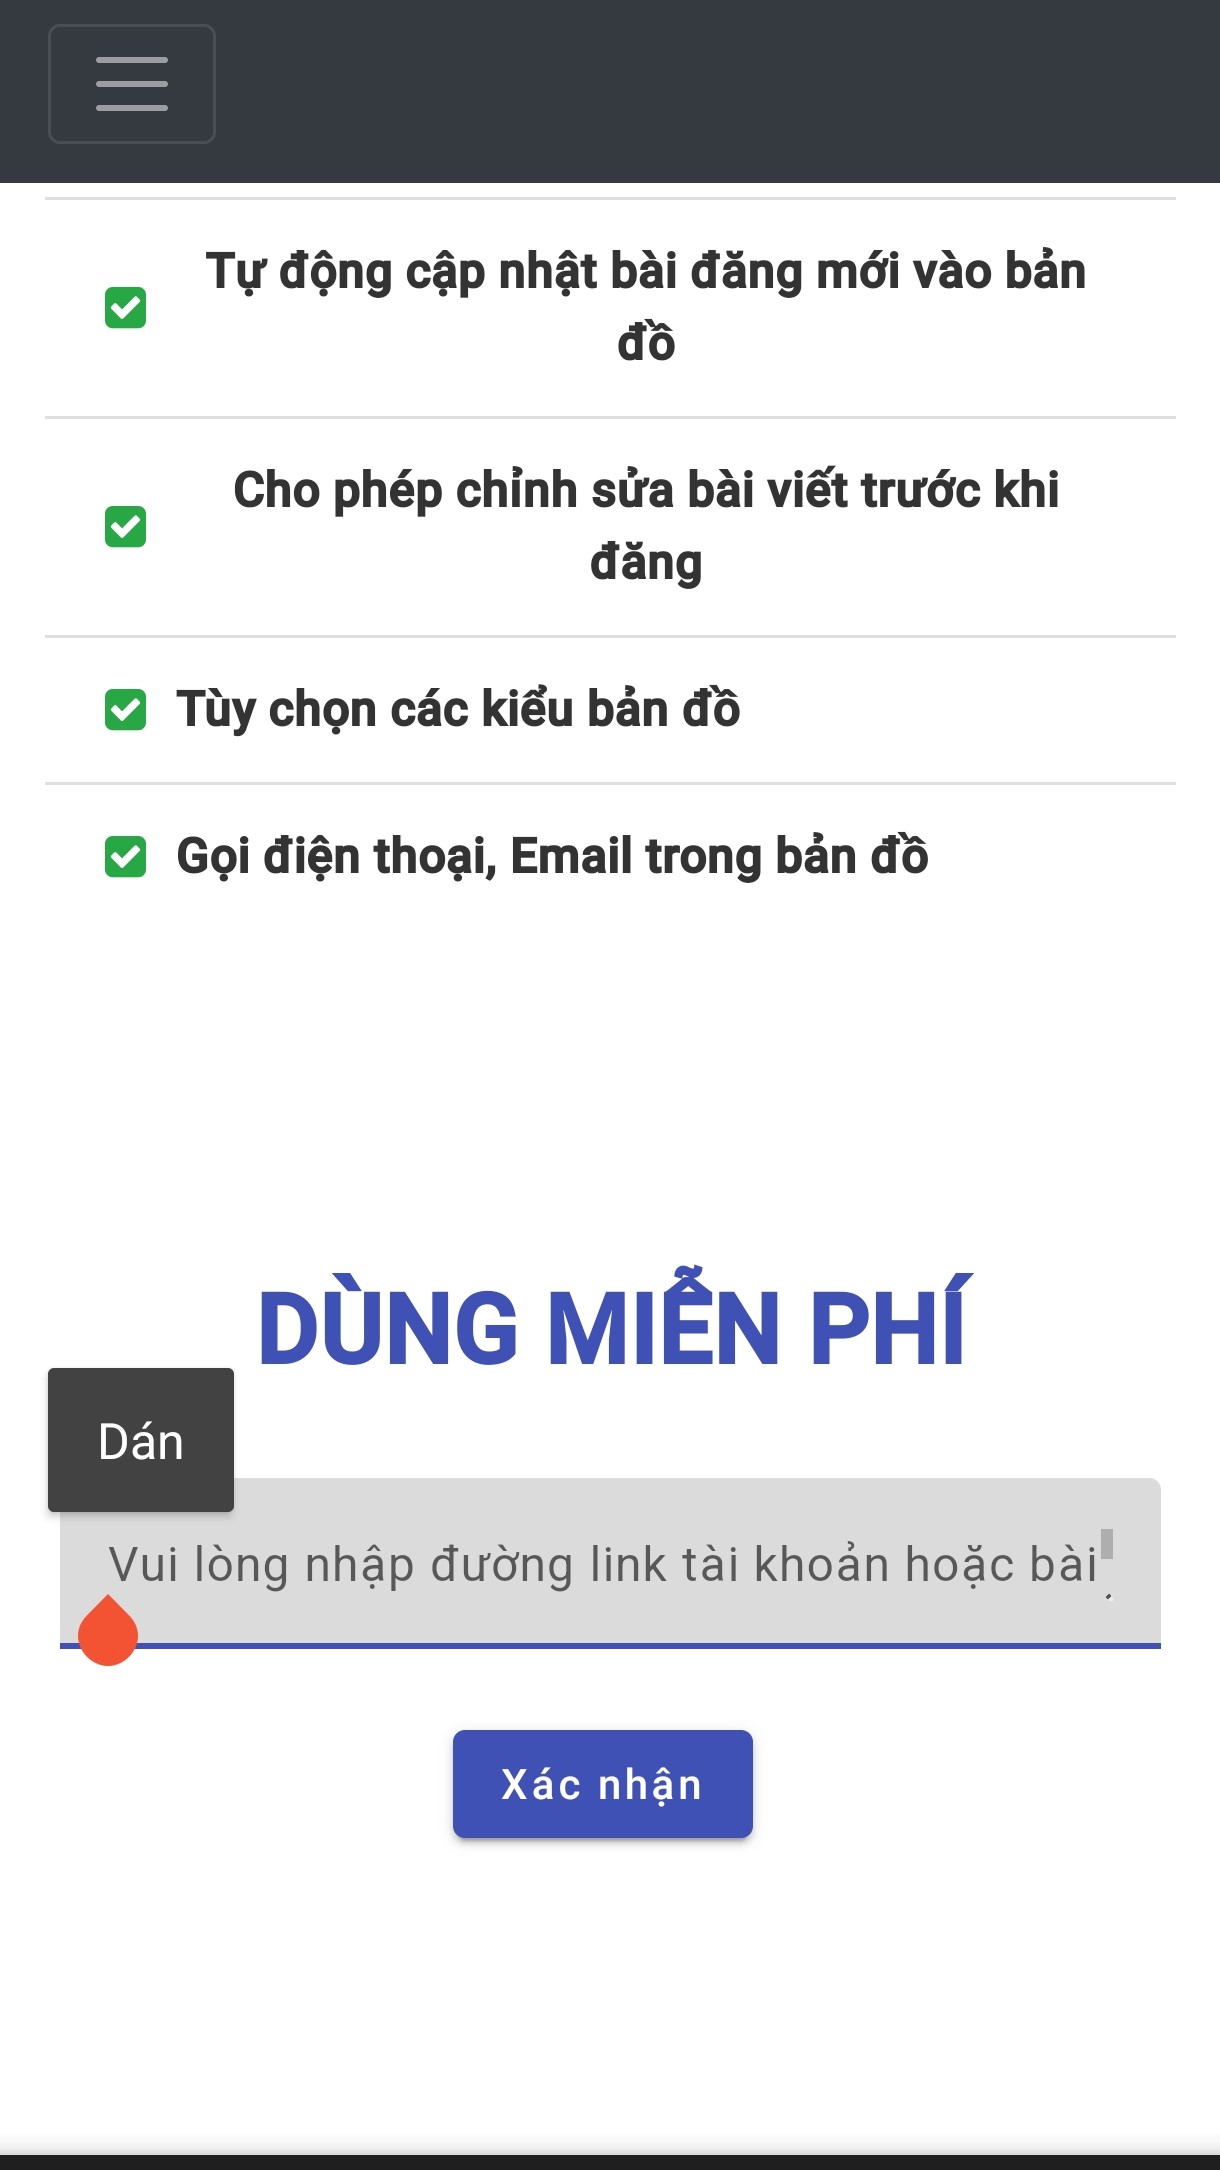 Tự động cập nhật bài đăng mới vào bản
đồ
Cho phép chỉnh sửa bài viết trước khi
đăng
Tùy chọn các kiểu bản đồ
Gọi điện thoại, Email trong bản đồ
DÙNG MIỄN PHÍ
Dán
Vui lòng nhập đường link tài khoản hoặc bài
Xác nhận